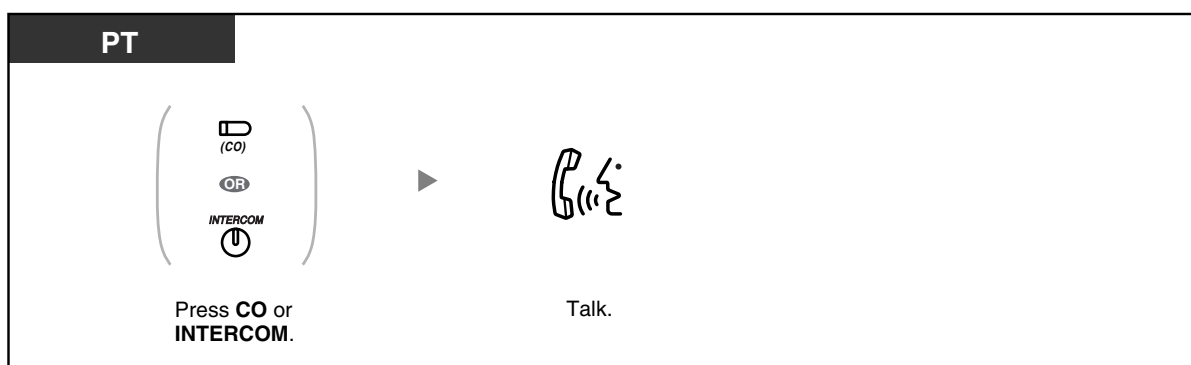 PT
(CO)
OR
INTERCOM
Press CO or
INTERCOM.
Talk.